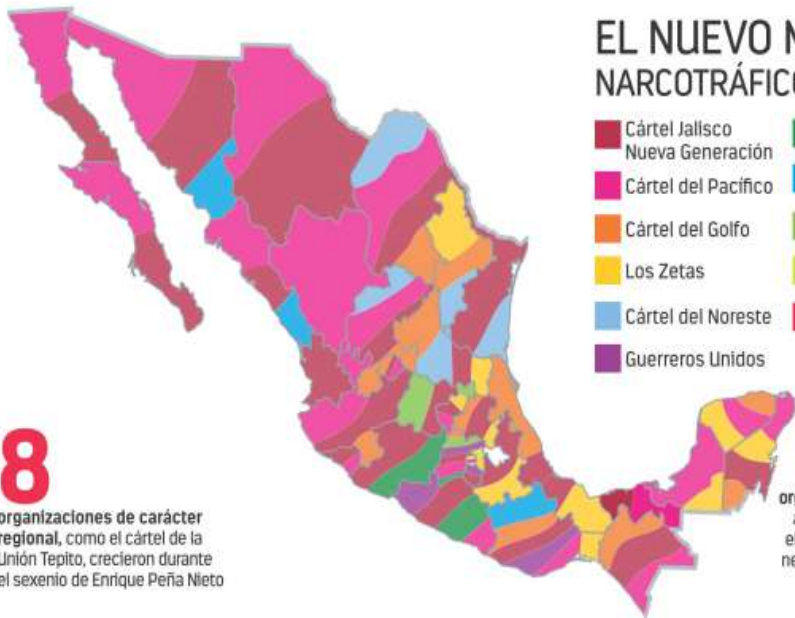 EL NUEVO
NARCOTRÁFICO
Cártel Jalisco
Nueva Generación
Cártel del Pacífico
Cártel del Golfo
Los Zetas
Cártel del Noreste
Guerreros Unidos
8
organizaciones de carácter
regional, como el cártel de la
Unión Tepito, crecieron durante
el sexenio de Enrique Peña Nieto